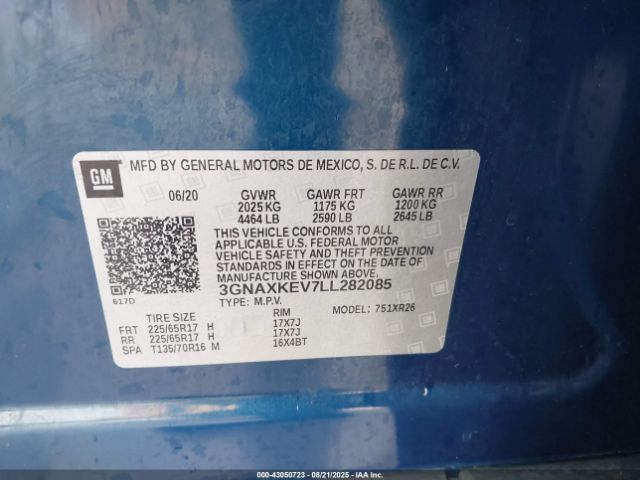 GM
MFD BY GENERAL MOTORS DE MEXICO, S. DE R.L. DE C.V.
06/20 GVWR GAWR FRT GAWR RR
2025 KG 1175 KG 1200 KG
4464 LB 2590 LB 2645 LB
THIS VEHICLE CONFORMS TO ALL
APPLICABLE U.S. FEDERAL MOTOR
VEHICLE SAFETY AND THEFT PREVENTION
STANDARDS IN EFFECT ON THE DATE OF
MANUFACTURE SHOWN ABOVE.
3GNAXKEV7LL282085
617D
TYPE: M.P.V.
MODEL: 751XR26
TIRE SIZE RIM
FRT 225/65R17 H 17X7J
RR 225/65R17 H 17X7J
SPA T135/70R16 M 16X4BT
000-43050723 - 08/21/2025 - IAA Inc.